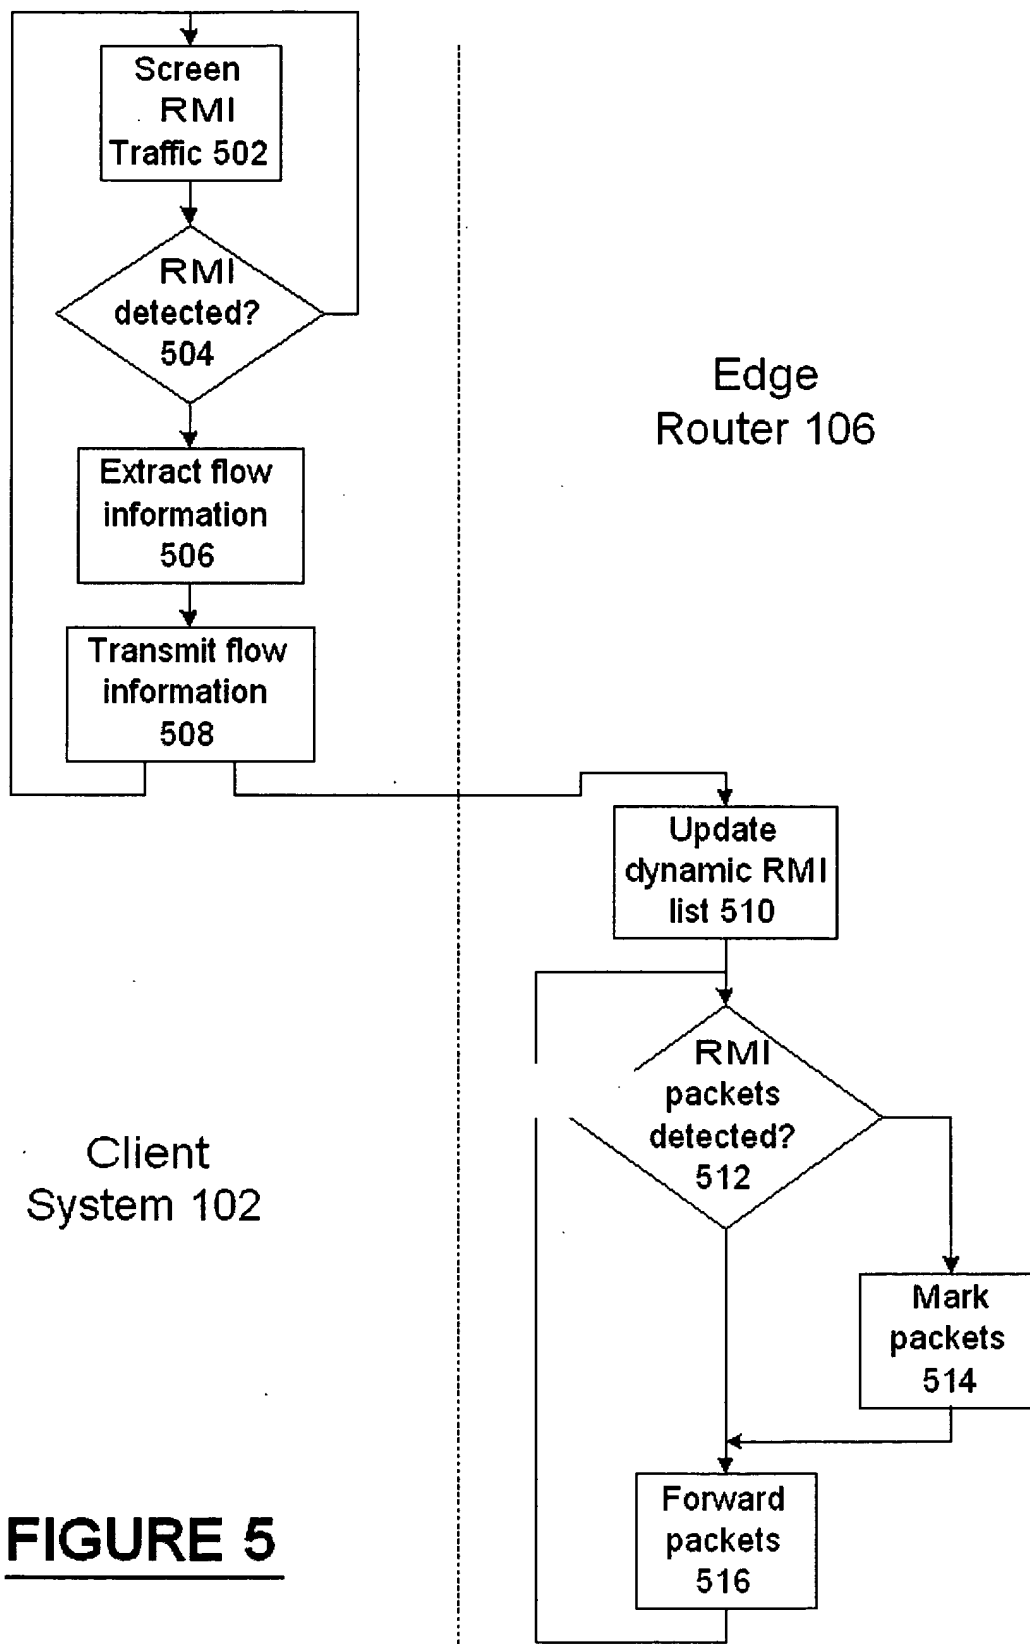 Screen
RMI
Traffic 502
RMI
detected?
504
Extract flow
information
506
Transmit flow
information
508
Edge
Router 106
Update
dynamic RMI
list 510
RMI
packets
detected?
512
Client
System 102
Mark
packets
514
Forward
packets
516
FIGURE 5